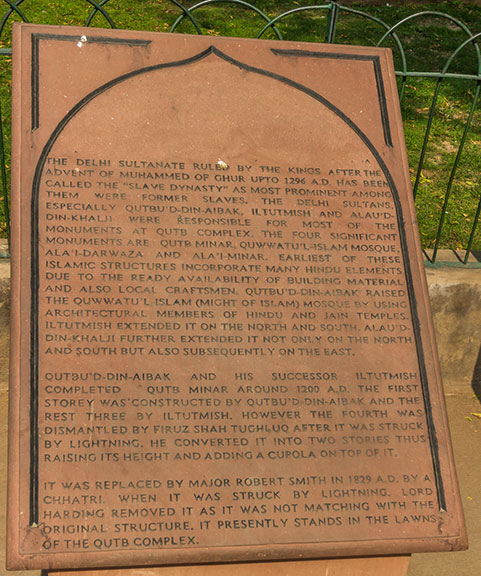 THE DELHI SULTANATE RULED BY THE KINGS AFTER THE
ADVENT OF MUHAMMED OF GHUR UPTO 1296 A.D. HAS BEEN
CALLED THE "SLAVE DYNASTY" AS MOST PROMINENT AMONG
THEM WERE FORMER SLAVES. THE DELHI SULTANS,
ESPECIALLY QUTBU'D-DIN-AIBAK, ILTUTMISH AND ALAU'D-
DIN-KHALJI WERE RESPONSIBLE FOR MOST OF THE
MONUMENTS AT QUTB COMPLEX. THE FOUR SIGNIFICANT
MONUMENTS ARE QUTB MINAR, QUWWATU'L-ISLAM MOSQUE,
ALA'I-DARWAZA AND ALA'I-MINAR. EARLIEST OF THESE
ISLAMIC STRUCTURES INCORPORATE MANY HINDU ELEMENTS
DUE TO THE READY AVAILABILITY OF BUILDING MATERIAL
AND ALSO LOCAL CRAFTSMEN. QUTBU'D-DIN-AIBAK RAISED
THE QUWWATU'L-ISLAM (MIGHT OF ISLAM) MOSQUE BY USING
ARCHITECTURAL MEMBERS OF HINDU AND JAIN TEMPLES.
ILTUTMISH EXTENDED IT ON THE NORTH AND SOUTH. ALAU'D-
DIN-KHALJI FURTHER EXTENDED IT NOT ONLY ON THE NORTH
AND SOUTH BUT ALSO SUBSEQUENTLY ON THE EAST.
QUTBU'D-DIN-AIBAK AND HIS SUCCESSOR ILTUTMISH
COMPLETED QUTB MINAR AROUND 1200 A.D. THE FIRST
STOREY WAS CONSTRUCTED BY QUTBU'D-DIN-AIBAK AND THE
REST THREE BY ILTUTMISH. HOWEVER THE FOURTH WAS
DISMANTLED BY FIRUZ SHAH TUGHLUQ AFTER IT WAS STRUCK
BY LIGHTNING. HE CONVERTED IT INTO TWO STORIES THUS
RAISING ITS HEIGHT AND ADDING A CUPOLA ON TOP OF IT.
IT WAS REPLACED BY MAJOR ROBERT SMITH IN 1829 A.D. BY A
CHHATRI. WHEN IT WAS STRUCK BY LIGHTNING, LORD
HARDING REMOVED IT AS IT WAS NOT MATCHING WITH THE
ORIGINAL STRUCTURE. IT PRESENTLY STANDS IN THE LAWNS
OF THE QUTB COMPLEX.